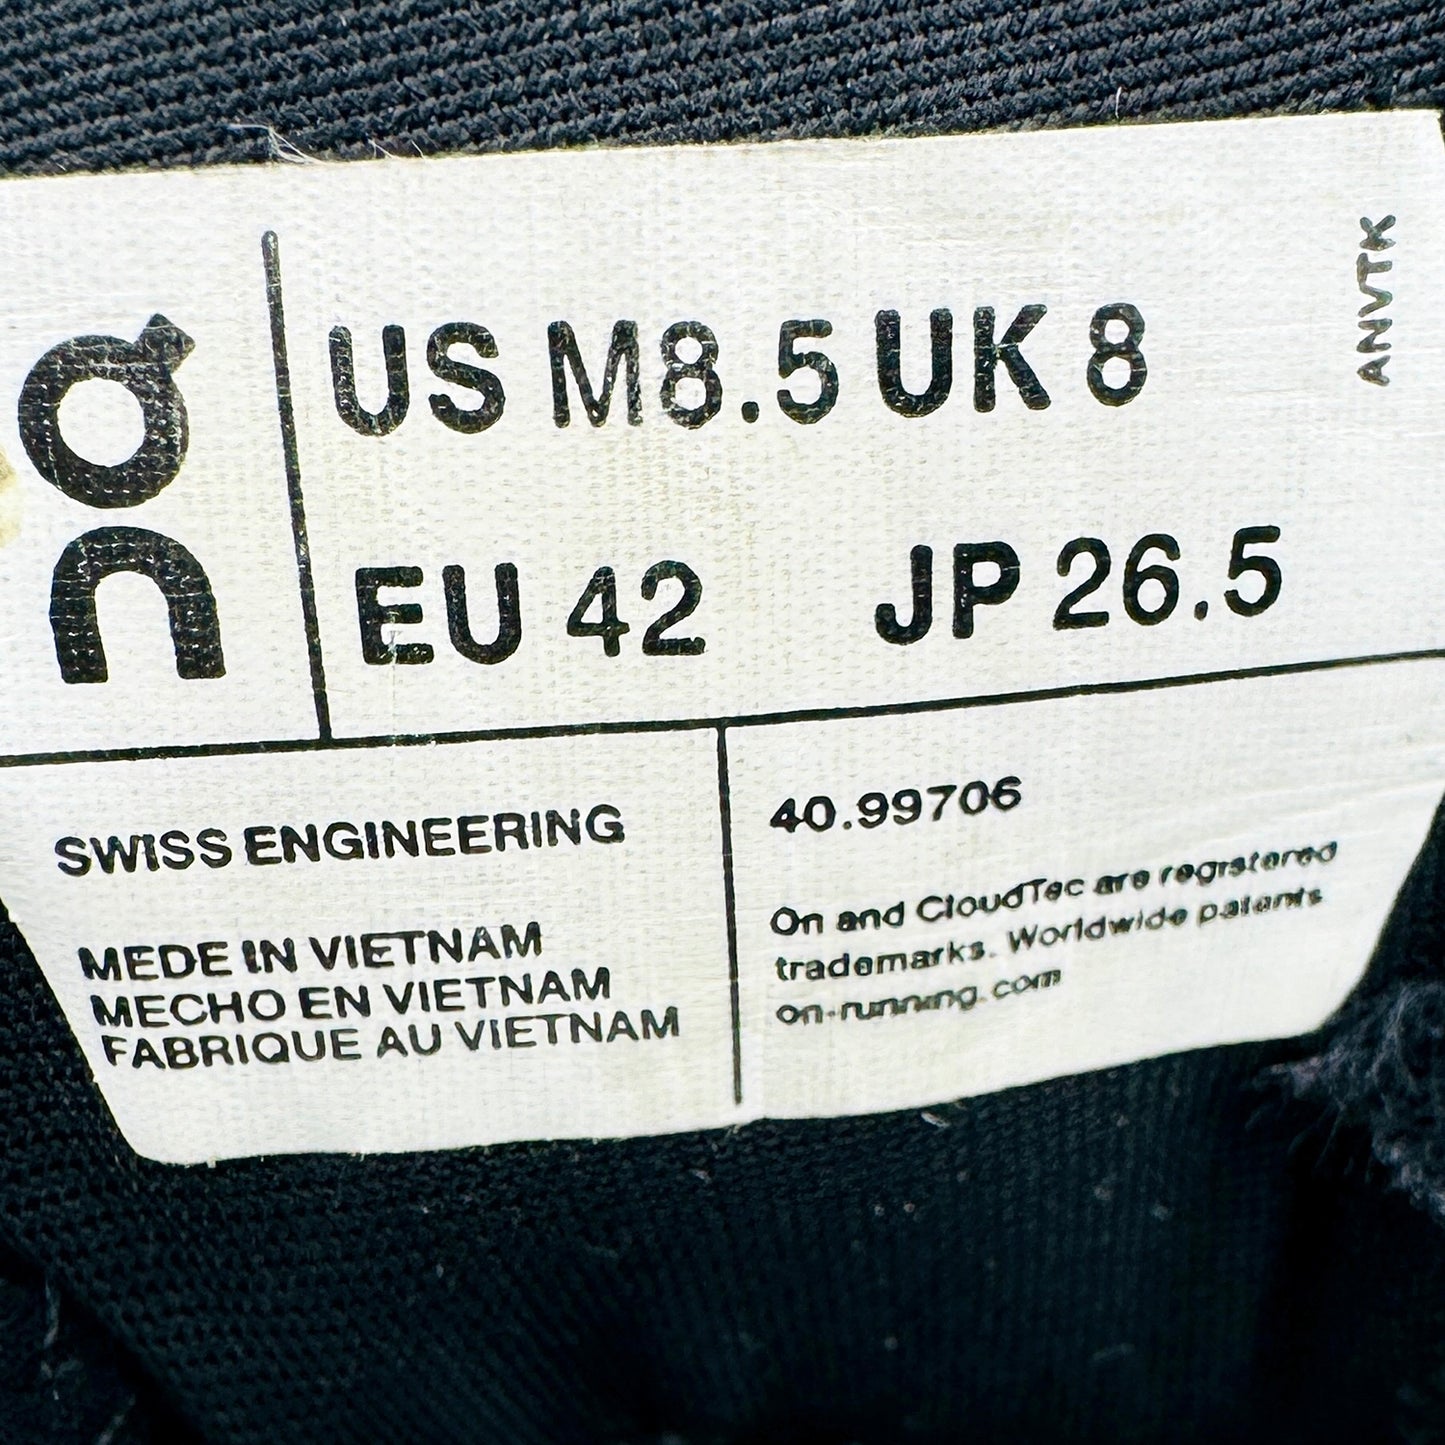 on
US M8.5 UK 8
EU 42 JP 26.5
ANVTK
SWISS ENGINEERING
MEDE IN VIETNAM
MECHO EN VIETNAM
FABRIQUE AU VIETNAM
40.99706
On and CloudTec are registered
trademarks. Worldwide patents
on-running.com